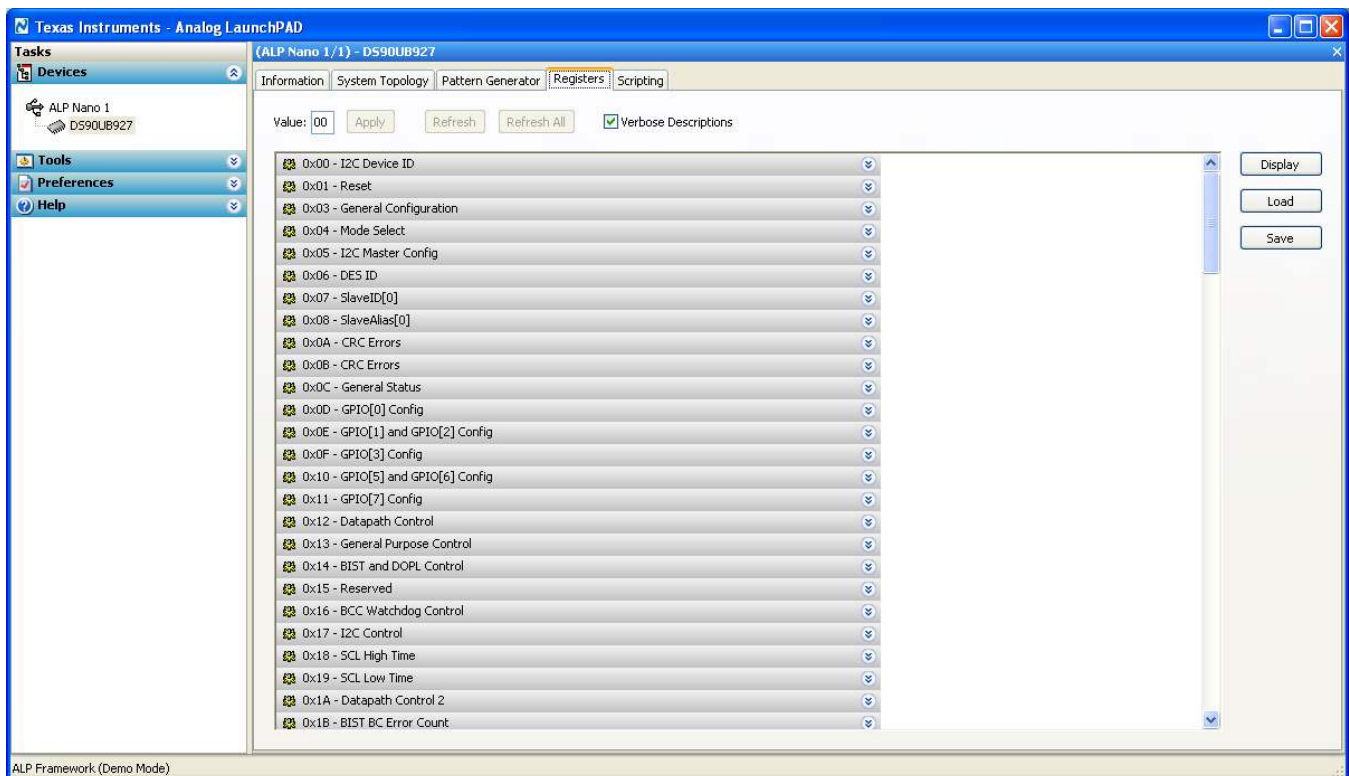 Texas Instruments - Analog LaunchPAD
Tasks
(ALP Nano 1/1) - DS90UB927
Devices
Information System Topology Pattern Generator Registers Scripting
ALP Nano 1
DS90UB927
Value: 00 Apply Refresh Refresh All Verbose Descriptions
Tools
Preferences
Help
0x00 - I2C Device ID
0x01 - Reset
0x03 - General Configuration
0x04 - Mode Select
0x05 - I2C Master Config
0x06 - DES ID
0x07 - SlaveID[0]
0x08 - SlaveAlias[0]
0x0A - CRC Errors
0x0B - CRC Errors
0x0C - General Status
0x0D - GPIO[0] Config
0x0E - GPIO[1] and GPIO[2] Config
0x0F - GPIO[3] Config
0x10 - GPIO[5] and GPIO[6] Config
0x11 - GPIO[7] Config
0x12 - Datapath Control
0x13 - General Purpose Control
0x14 - BIST and DOPL Control
0x15 - Reserved
0x16 - BCC Watchdog Control
0x17 - I2C Control
0x18 - SCL High Time
0x19 - SCL Low Time
0x1A - Datapath Control 2
0x1B - BIST BC Error Count
Display
Load
Save
ALP Framework (Demo Mode)